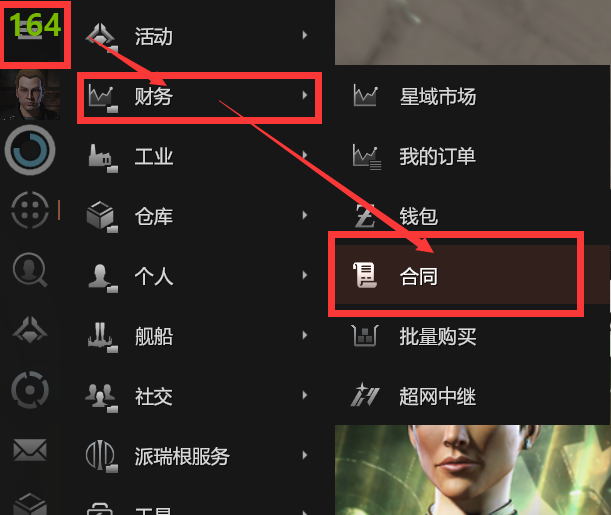 164
活动
财务
工业
仓库
个人
舰船
社交
派瑞根服务
工具
星域市场
我的订单
钱包
合同
批量购买
超网中继